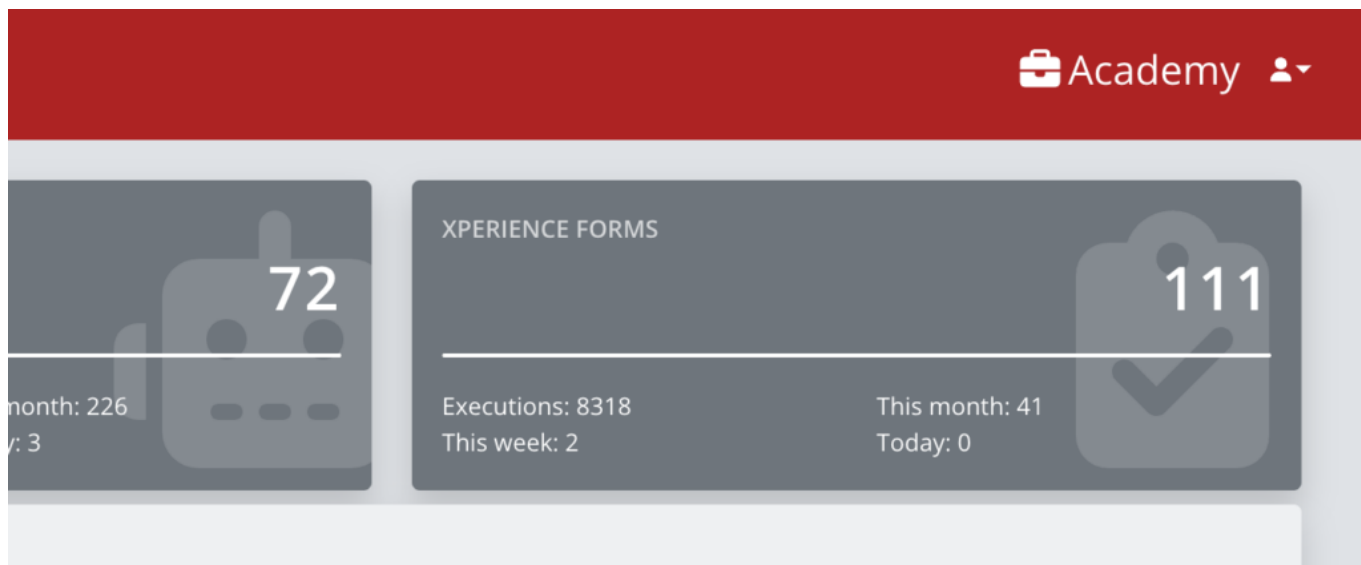 Academy
72
month: 226
: 3
XPERIENCE FORMS
111
Executions: 8318
This month: 41
This week: 2
Today: 0